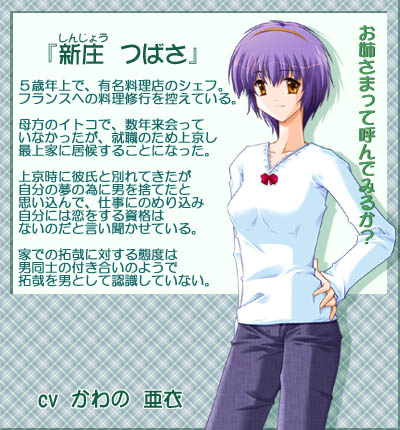 しんじょう
『新庄 つばさ』
５歳年上で、有名料理店のシェフ。
フランスへの料理修行を控えている。
母方のイトコで、数年来会って
いなかったが、就職のため上京し
最上家に居候することになった。
上京時に彼氏と別れてきたが
自分の夢の為に男を捨てたと
思い込んで、仕事にのめり込み
自分には恋をする資格は
ないのだと言い聞かせている。
家での拓哉に対する態度は
男同士の付き合いのようで
拓哉を男として認識していない。
お姉さまって呼んでみるか？
cv かわの 亜衣